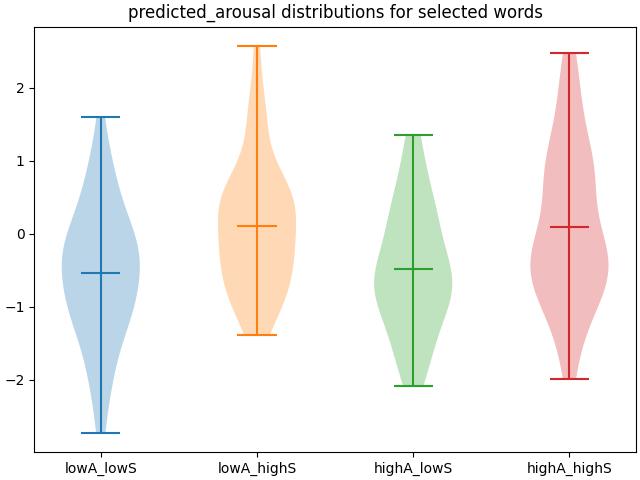 predicted_arousal distributions for selected words
2
1
0
−1
−2
lowA_lowS
lowA_highS
highA_lowS
highA_highS